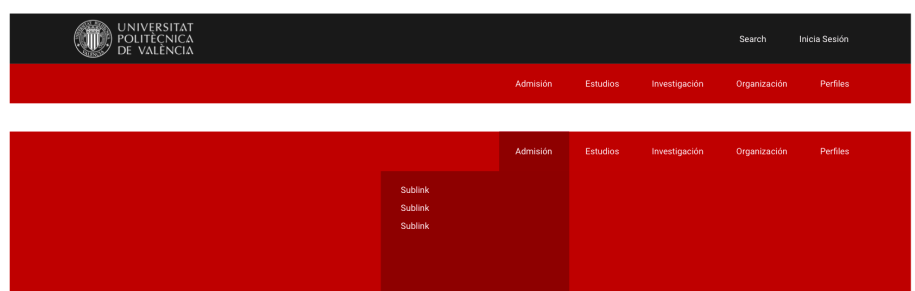 UNIVERSITAT
POLITÈCNICA
DE VALÈNCIA
Search Inicia Sesión
Admisión Estudios Investigación Organización Perfiles
Admisión Estudios Investigación Organización Perfiles
Sublink
Sublink
Sublink